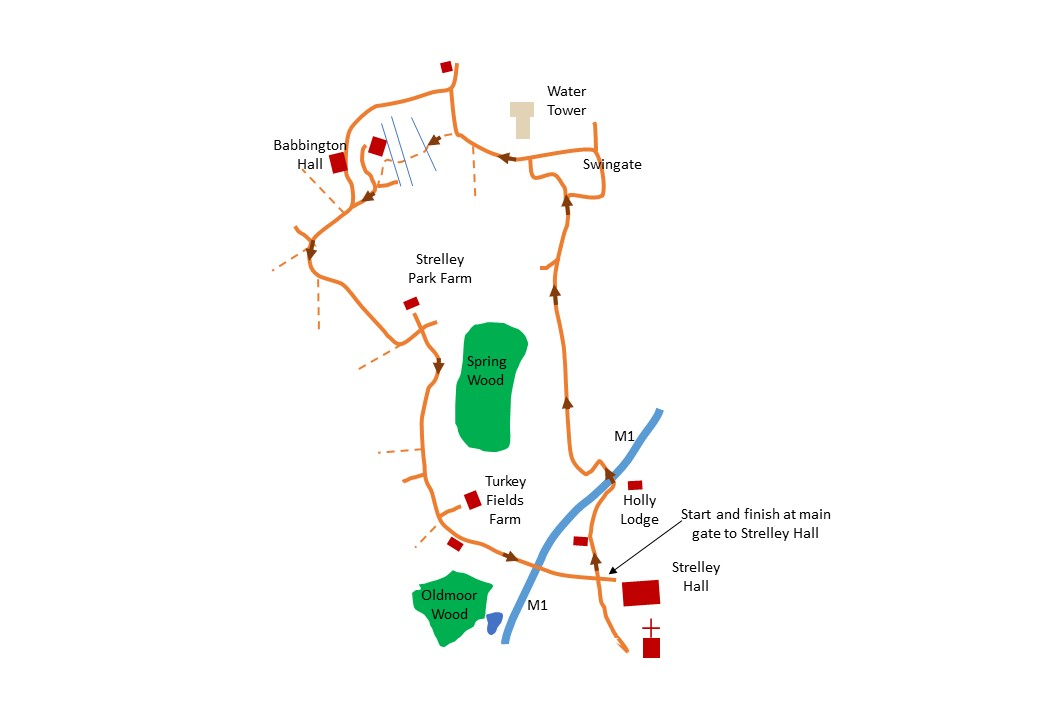 Water
Tower
Babbington
Hall
Swingate
Strelley
Park Farm
Spring
Wood
M1
Turkey
Fields
Farm
Holly
Lodge
Start and finish at main
gate to Strelley Hall
Strelley
Hall
Oldmoor
Wood
M1